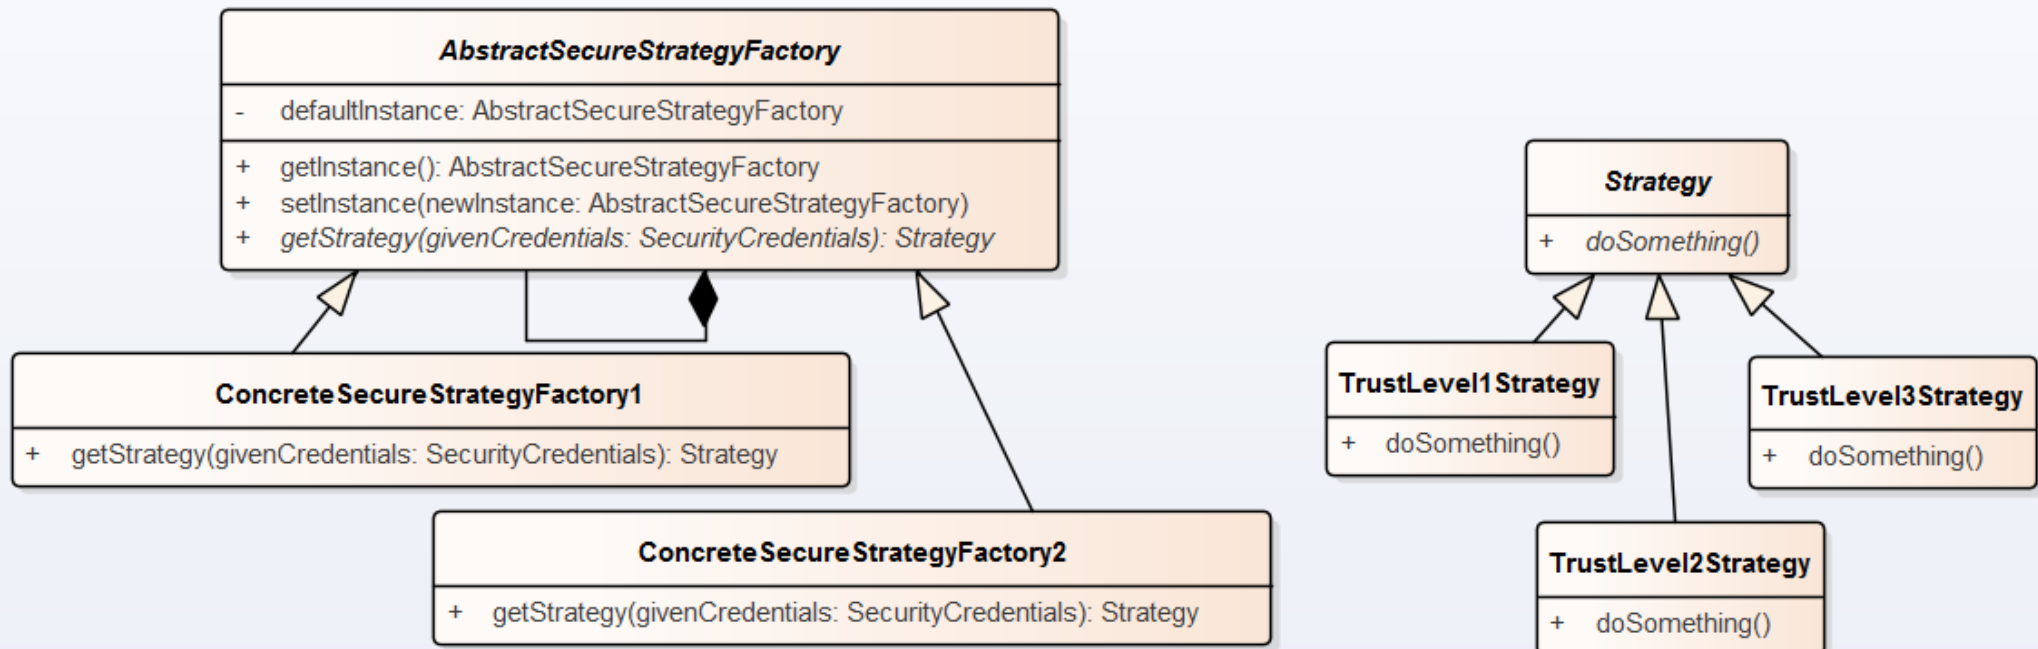 AbstractSecureStrategyFactory
- defaultInstance: AbstractSecureStrategyFactory
+ getInstance(): AbstractSecureStrategyFactory
+ setInstance(newInstance: AbstractSecureStrategyFactory)
+ getStrategy(givenCredentials: SecurityCredentials): Strategy
Strategy
+ doSomething()
ConcreteSecureStrategyFactory1
+ getStrategy(givenCredentials: SecurityCredentials): Strategy
TrustLevel1Strategy
+ doSomething()
TrustLevel3Strategy
+ doSomething()
ConcreteSecureStrategyFactory2
+ getStrategy(givenCredentials: SecurityCredentials): Strategy
TrustLevel2Strategy
+ doSomething()